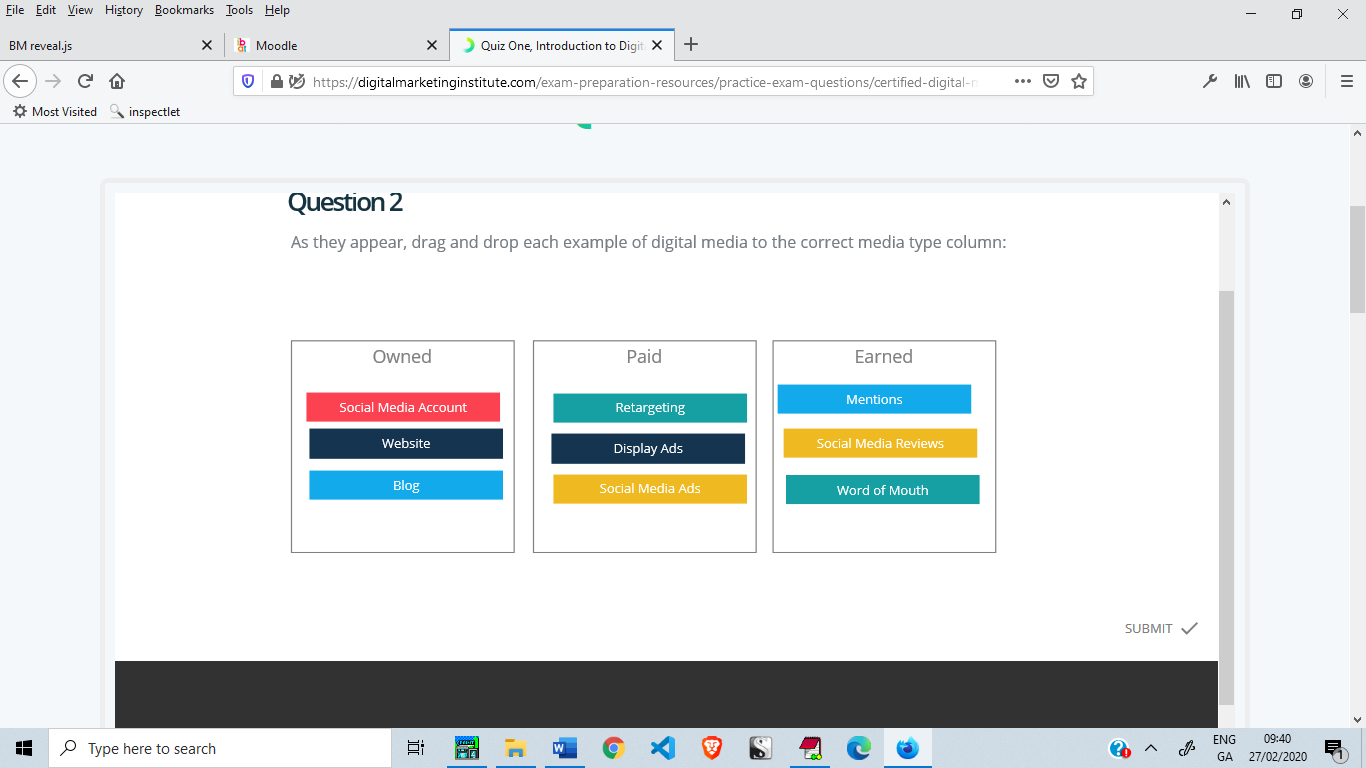 File Edit View History Bookmarks Tools Help
BM reveal.js Moodle Quiz One, Introduction to Digit
https://digitalmarketinginstitute.com/exam-preparation-resources/practice-exam-questions/certified-digital-m
Most Visited inspectlet
Question 2
As they appear, drag and drop each example of digital media to the correct media type column:
Owned Paid Earned
Social Media Account Retargeting Mentions
Website Display Ads Social Media Reviews
Blog Social Media Ads Word of Mouth
SUBMIT
Type here to search
ENG 09:40
GA 27/02/2020
1